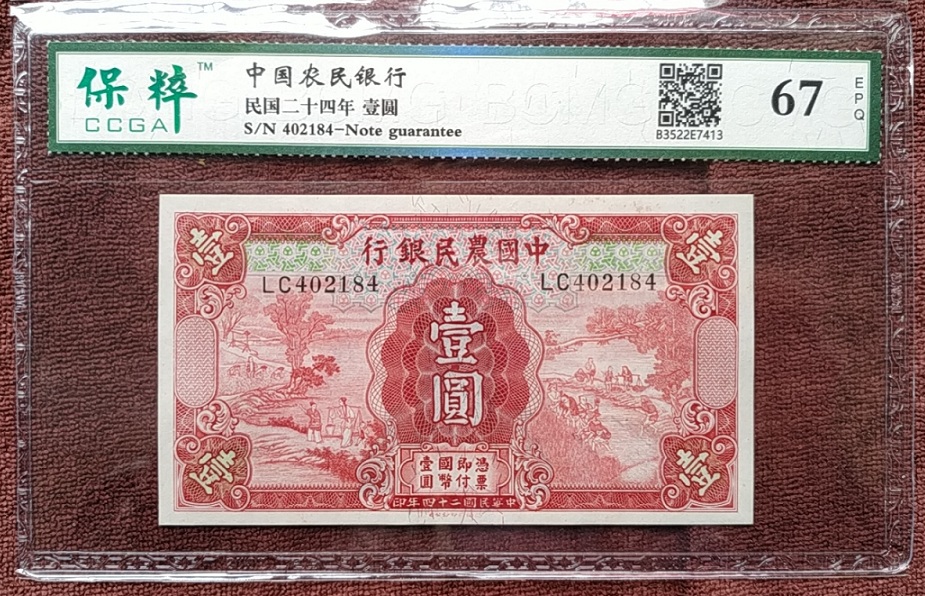 保粹™
CCGA
中国农民银行
民国二十四年 壹圆
S/N 402184-Note guarantee
B3522E7413
67
EPQ
行銀民農國中
LC402184
LC402184
壹
壹
壹圓
憑票即付國幣壹圓
壹
壹
印年四十二國民華中